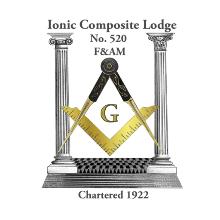 Ionic Composite Lodge
No. 520
F&AM
G
Chartered 1922